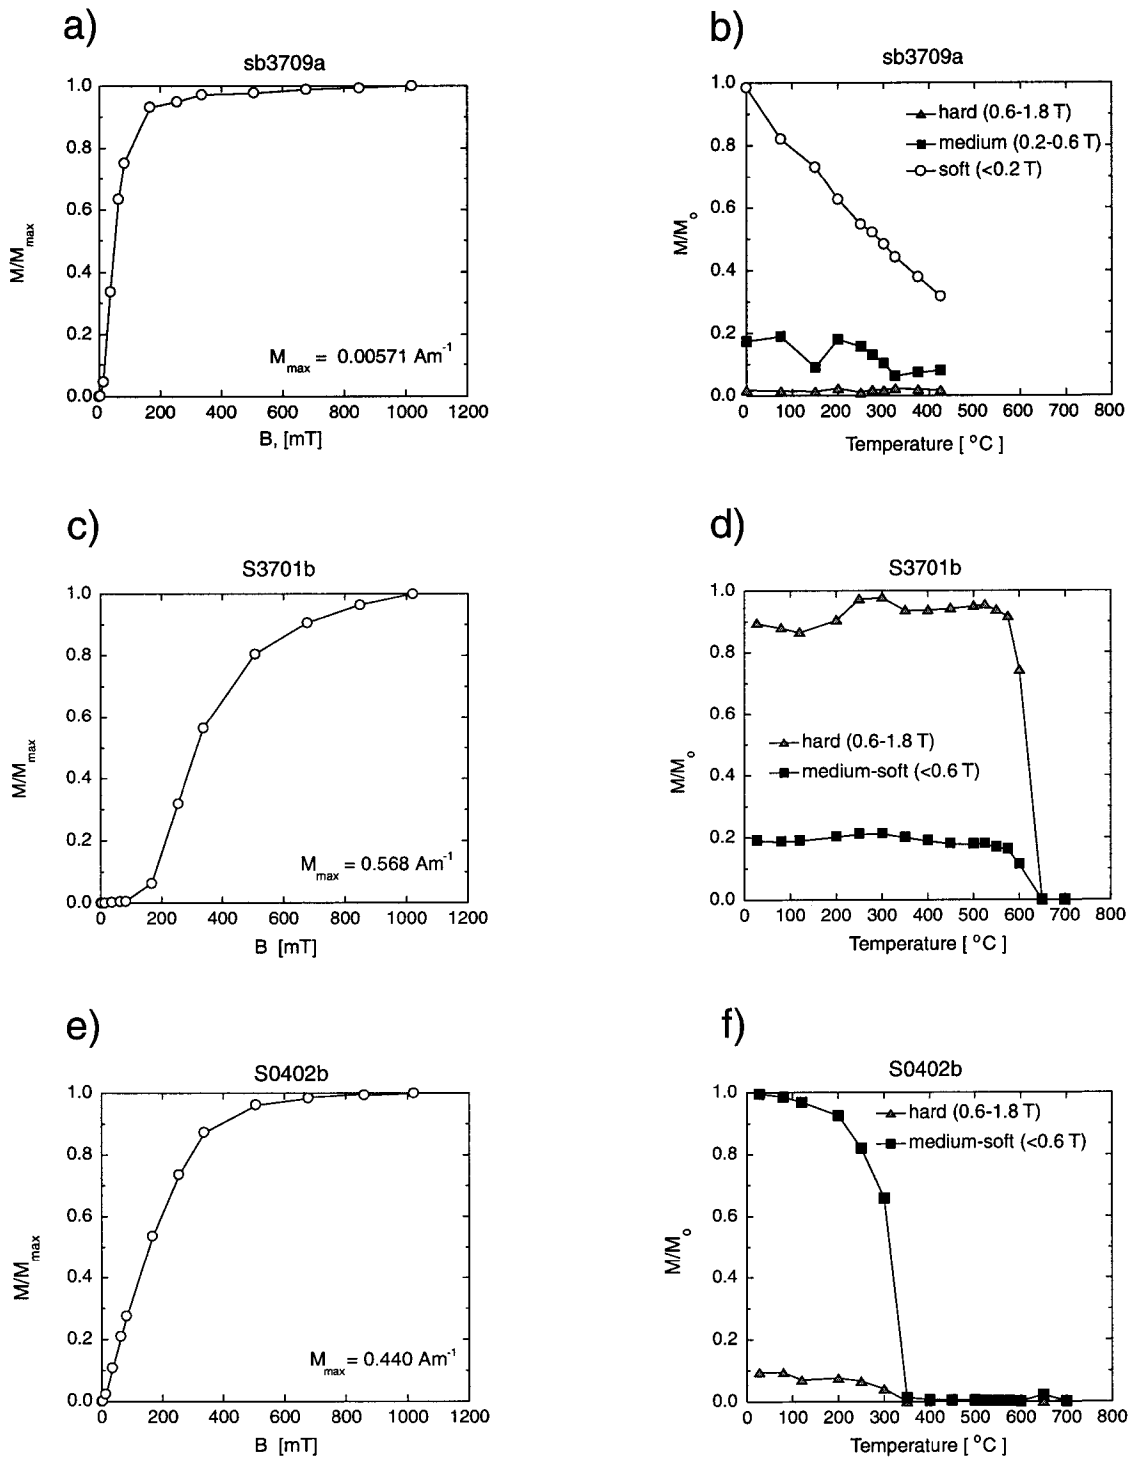 a)
sb3709a
1.0
0.8
0.6
0.4
0.2
0.0
M/Mmax
Mmax = 0.00571 Am-1
0 200 400 600 800 1000 1200
B, [mT]
b)
sb3709a
1.0
0.8
0.6
0.4
0.2
0.0
M/Mo
hard (0.6-1.8 T)
medium (0.2-0.6 T)
soft (<0.2 T)
0 100 200 300 400 500 600 700 800
Temperature [ °C ]
c)
S3701b
1.0
0.8
0.6
0.4
0.2
0.0
M/Mmax
Mmax = 0.568 Am-1
0 200 400 600 800 1000 1200
B [mT]
d)
S3701b
1.0
0.8
0.6
0.4
0.2
0.0
M/Mo
hard (0.6-1.8 T)
medium-soft (<0.6 T)
0 100 200 300 400 500 600 700 800
Temperature [ °C ]
e)
S0402b
1.0
0.8
0.6
0.4
0.2
0.0
M/Mmax
Mmax = 0.440 Am-1
0 200 400 600 800 1000 1200
B [mT]
f)
S0402b
1.0
0.8
0.6
0.4
0.2
0.0
M/Mo
hard (0.6-1.8 T)
medium-soft (<0.6 T)
0 100 200 300 400 500 600 700 800
Temperature [ °C ]